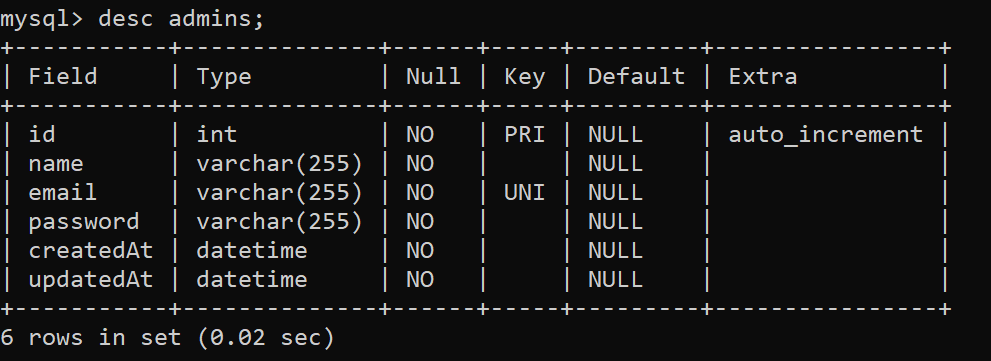 mysql> desc admins;
+-----------+--------------+------+-----+---------+----------------+
| Field     | Type         | Null | Key | Default | Extra          |
+-----------+--------------+------+-----+---------+----------------+
| id        | int          | NO   | PRI | NULL    | auto_increment |
| name      | varchar(255) | NO   |     | NULL    |                |
| email     | varchar(255) | NO   | UNI | NULL    |                |
| password  | varchar(255) | NO   |     | NULL    |                |
| createdAt | datetime     | NO   |     | NULL    |                |
| updatedAt | datetime     | NO   |     | NULL    |                |
+-----------+--------------+------+-----+---------+----------------+
6 rows in set (0.02 sec)